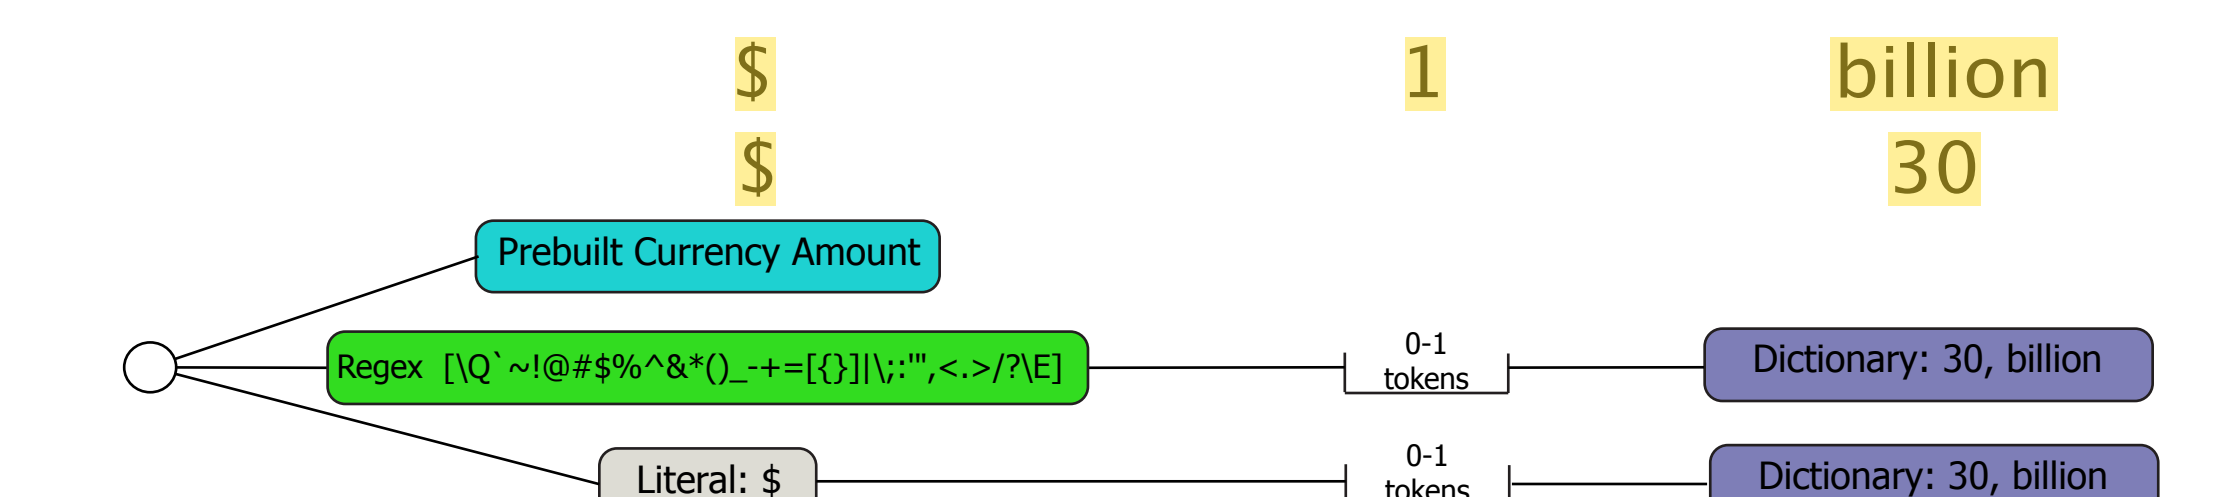 $ 1 billion
$ 30
Prebuilt Currency Amount
Regex [\Q`~!@#$%^&*()_-+=[{}]|\;:'",<.>/?\E]
0-1
tokens
Dictionary: 30, billion
Literal: $
0-1
tokens
Dictionary: 30, billion